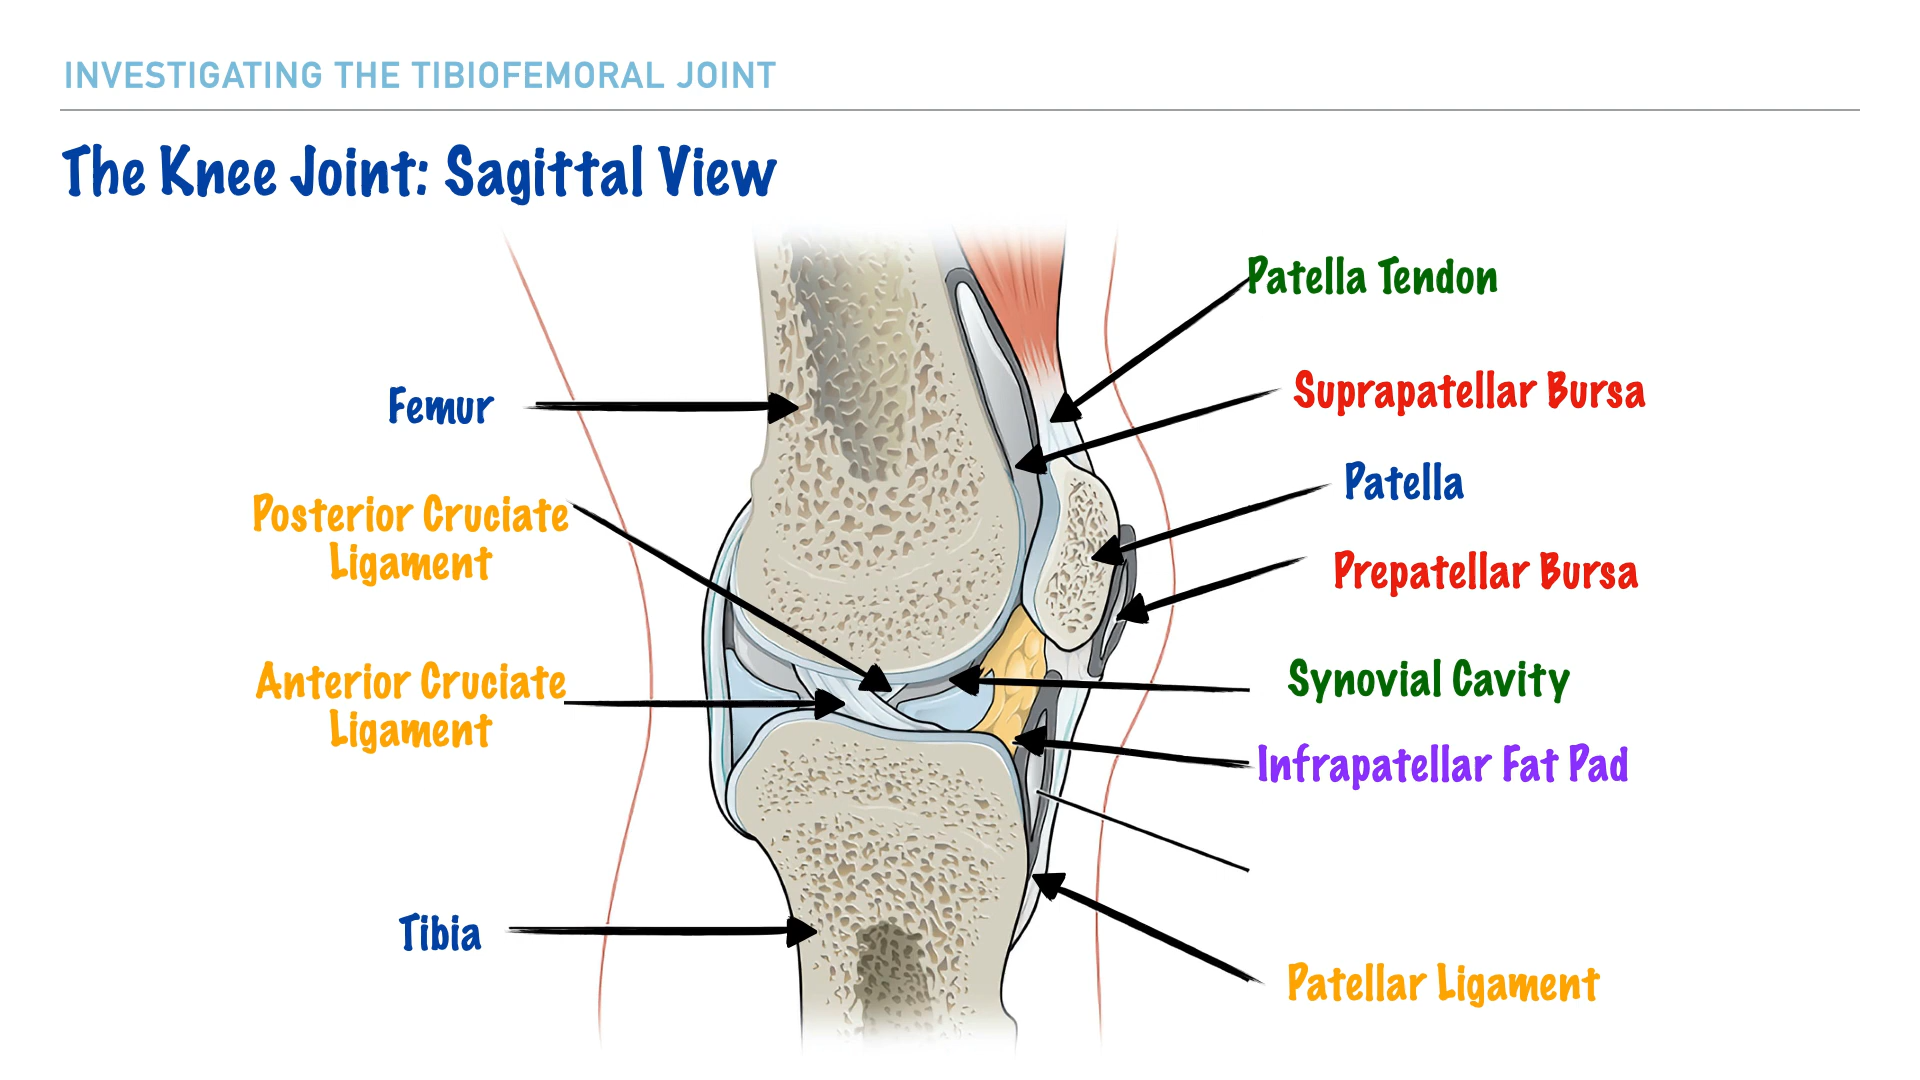 INVESTIGATING THE TIBIOFEMORAL JOINT
The Knee Joint: Sagittal View
Patella Tendon
Suprapatellar Bursa
Femur
Patella
Posterior Cruciate
Ligament
Prepatellar Bursa
Anterior Cruciate
Ligament
Synovial Cavity
Infrapatellar Fat Pad
Tibia
Patellar Ligament